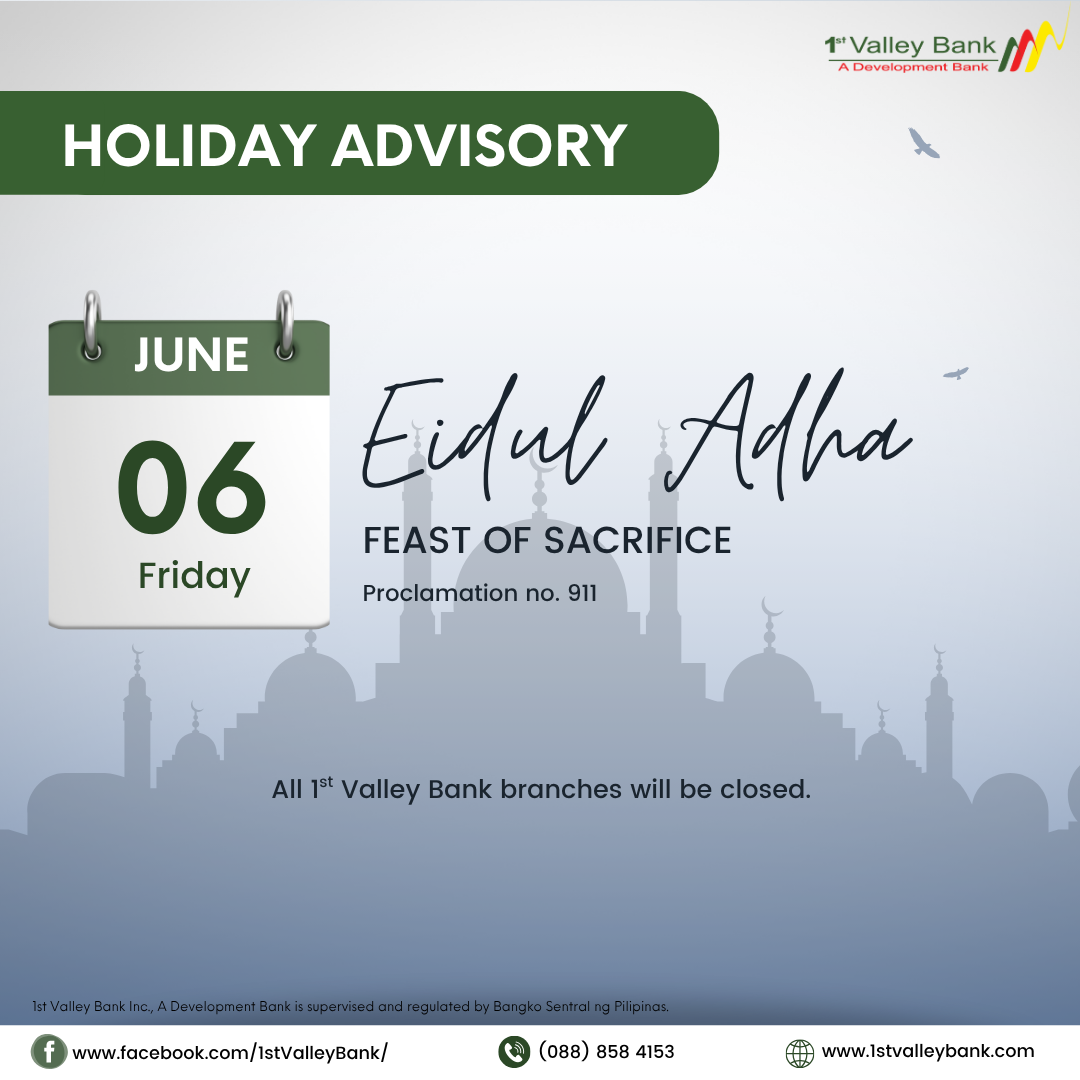 1st Valley Bank
A Development Bank
HOLIDAY ADVISORY
JUNE
06
Friday
Eidul Adha
FEAST OF SACRIFICE
Proclamation no. 911
All 1st Valley Bank branches will be closed.
1st Valley Bank Inc., A Development Bank is supervised and regulated by Bangko Sentral ng Pilipinas.
www.facebook.com/1stValleyBank/
(088) 858 4153
www.1stvalleybank.com